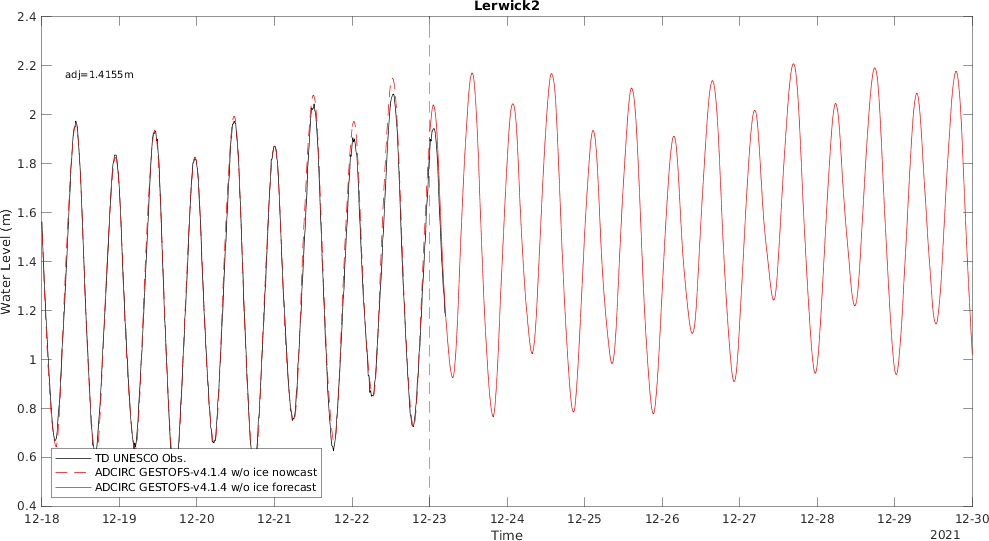 Lerwick2
2.4
2.2
2
1.8
1.6
1.4
1.2
1
0.8
0.6
0.4
Water Level (m)
adj=1.4155m
TD UNESCO Obs.
ADCIRC GESTOFS-v4.1.4 w/o ice nowcast
ADCIRC GESTOFS-v4.1.4 w/o ice forecast
12-18 12-19 12-20 12-21 12-22 12-23 12-24 12-25 12-26 12-27 12-28 12-29 12-30
Time
2021